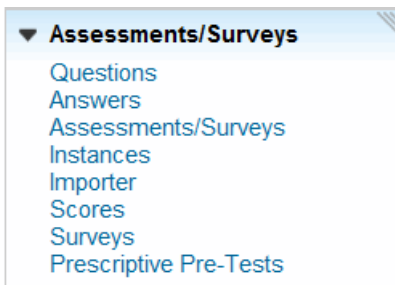 Assessments/Surveys
Questions
Answers
Assessments/Surveys
Instances
Importer
Scores
Surveys
Prescriptive Pre-Tests